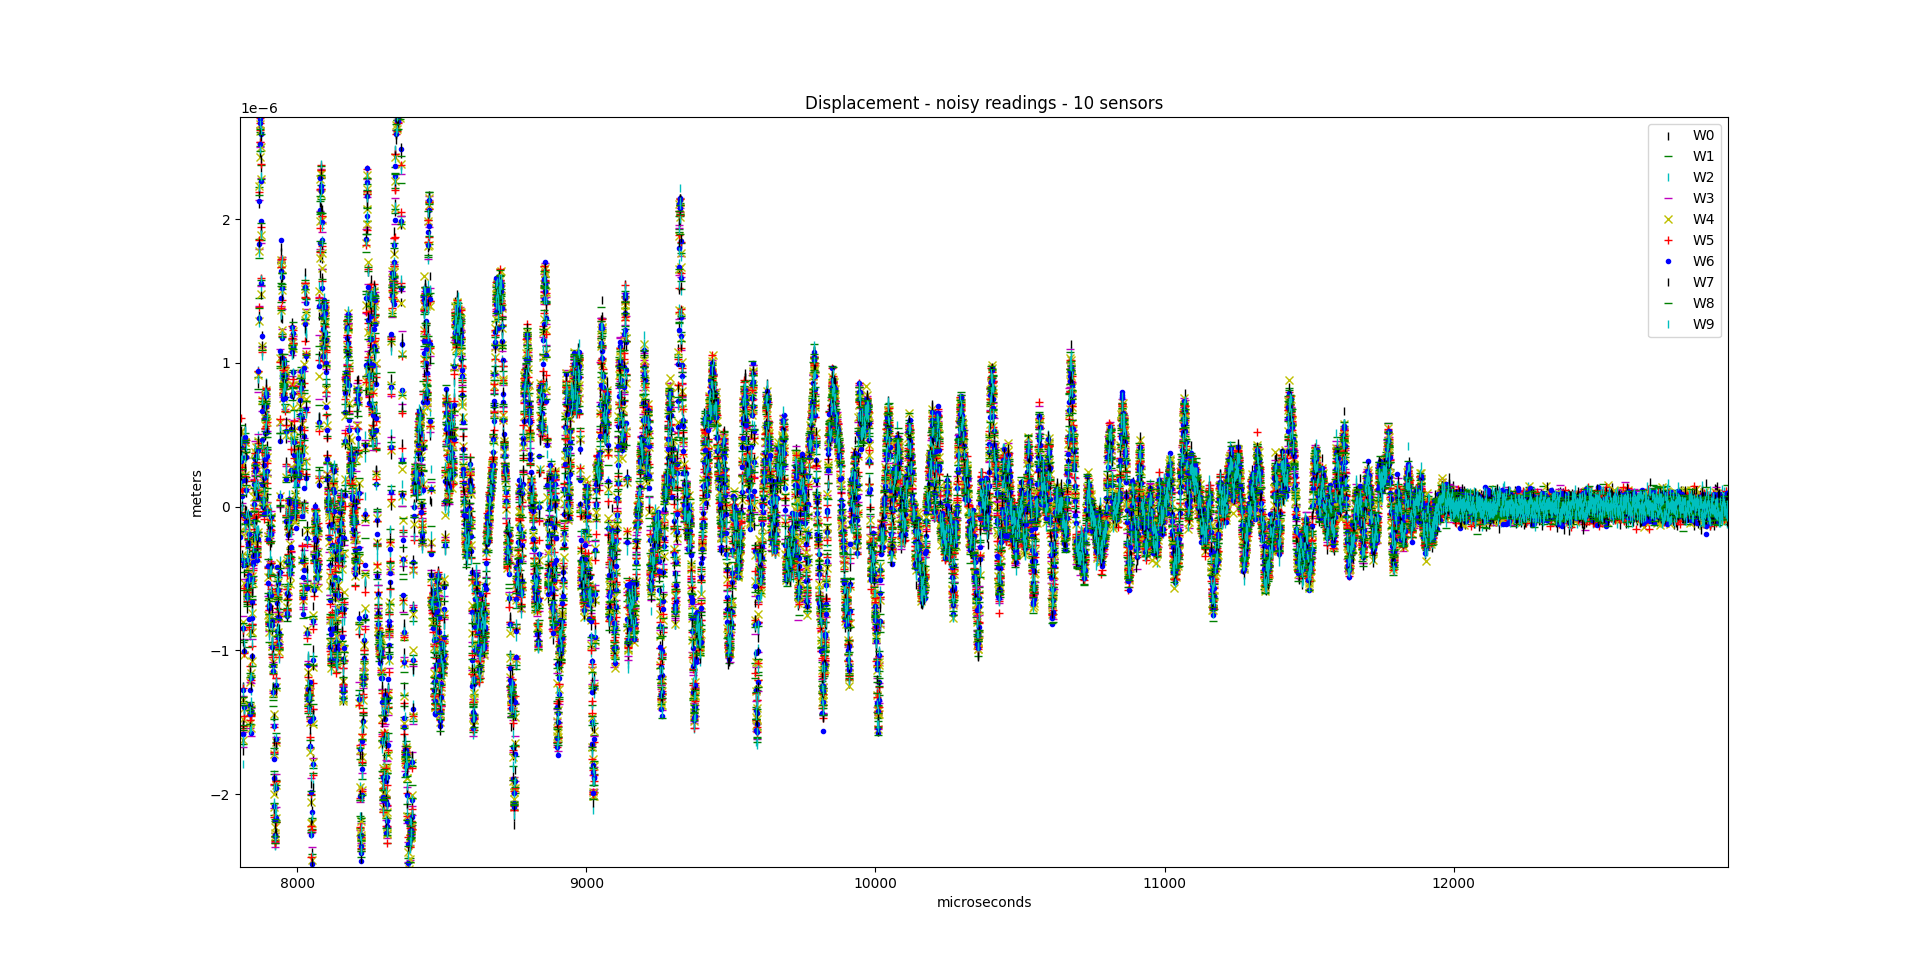 Displacement - noisy readings - 10 sensors
1e−6
2
1
0
−1
−2
meters
8000 9000 10000 11000 12000
microseconds
W0
W1
W2
W3
W4
W5
W6
W7
W8
W9